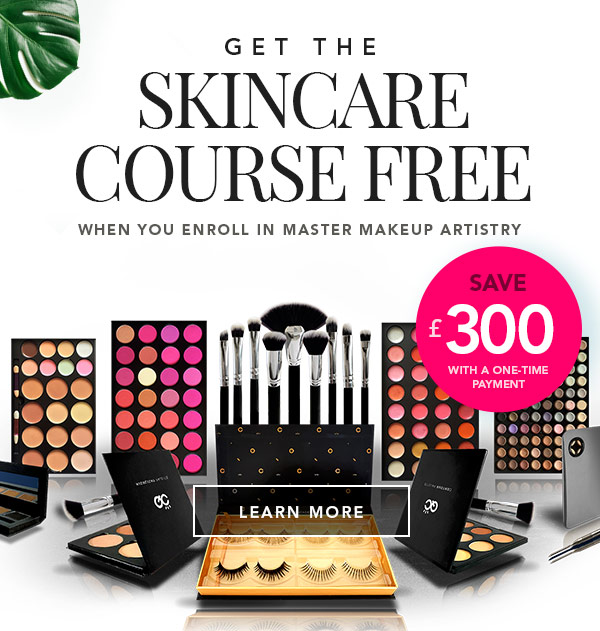 GET THE
SKINCARE
COURSE FREE
WHEN YOU ENROLL IN MASTER MAKEUP ARTISTRY
SAVE
£300
WITH A ONE-TIME
PAYMENT
LEARN MORE